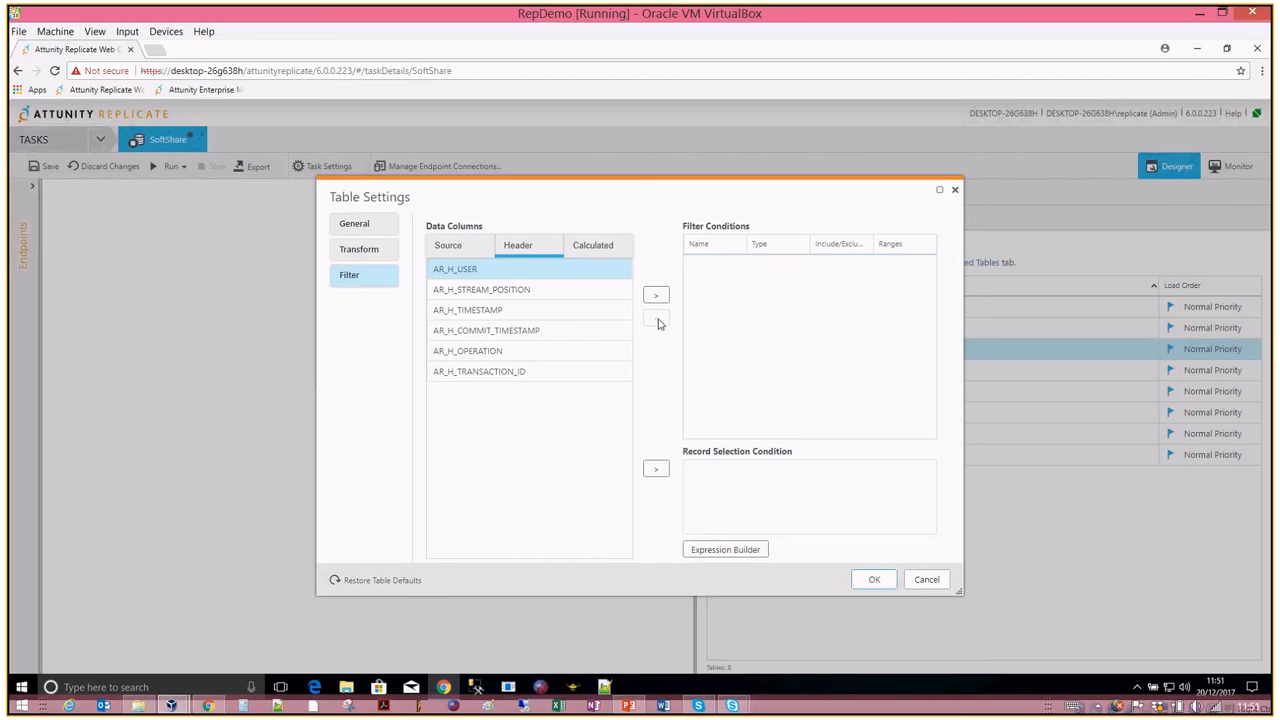 RepDemo [Running] - Oracle VM VirtualBox
File Machine View Input Devices Help
Attunity Replicate Web C
Not secure https://desktop-26g638h/attunityreplicate/6.0.0.223/#/taskDetails/SoftShare
Apps Attunity Replicate We Attunity Enterprise M
ATTUNITY REPLICATE
DESKTOP-26G638H DESKTOP-26G638H\replicate (Admin) 6.0.0.223 Help
TASKS SoftShare
Save Discard Changes Run Stop Export Task Settings Manage Endpoint Connections... Designer Monitor
Endpoints
Table Settings
General
Transform
Filter
Data Columns
Source Header Calculated
AR_H_USER
AR_H_STREAM_POSITION
AR_H_TIMESTAMP
AR_H_COMMIT_TIMESTAMP
AR_H_OPERATION
AR_H_TRANSACTION_ID
>
>
Filter Conditions
Name Type Include/Exclu... Ranges
Record Selection Condition
Expression Builder
Restore Table Defaults
OK Cancel
ed Tables tab.
Load Order
Normal Priority
Normal Priority
Normal Priority
Normal Priority
Normal Priority
Normal Priority
Normal Priority
Normal Priority
Tables: 8
Type here to search
11:51
20/12/2017
11:51